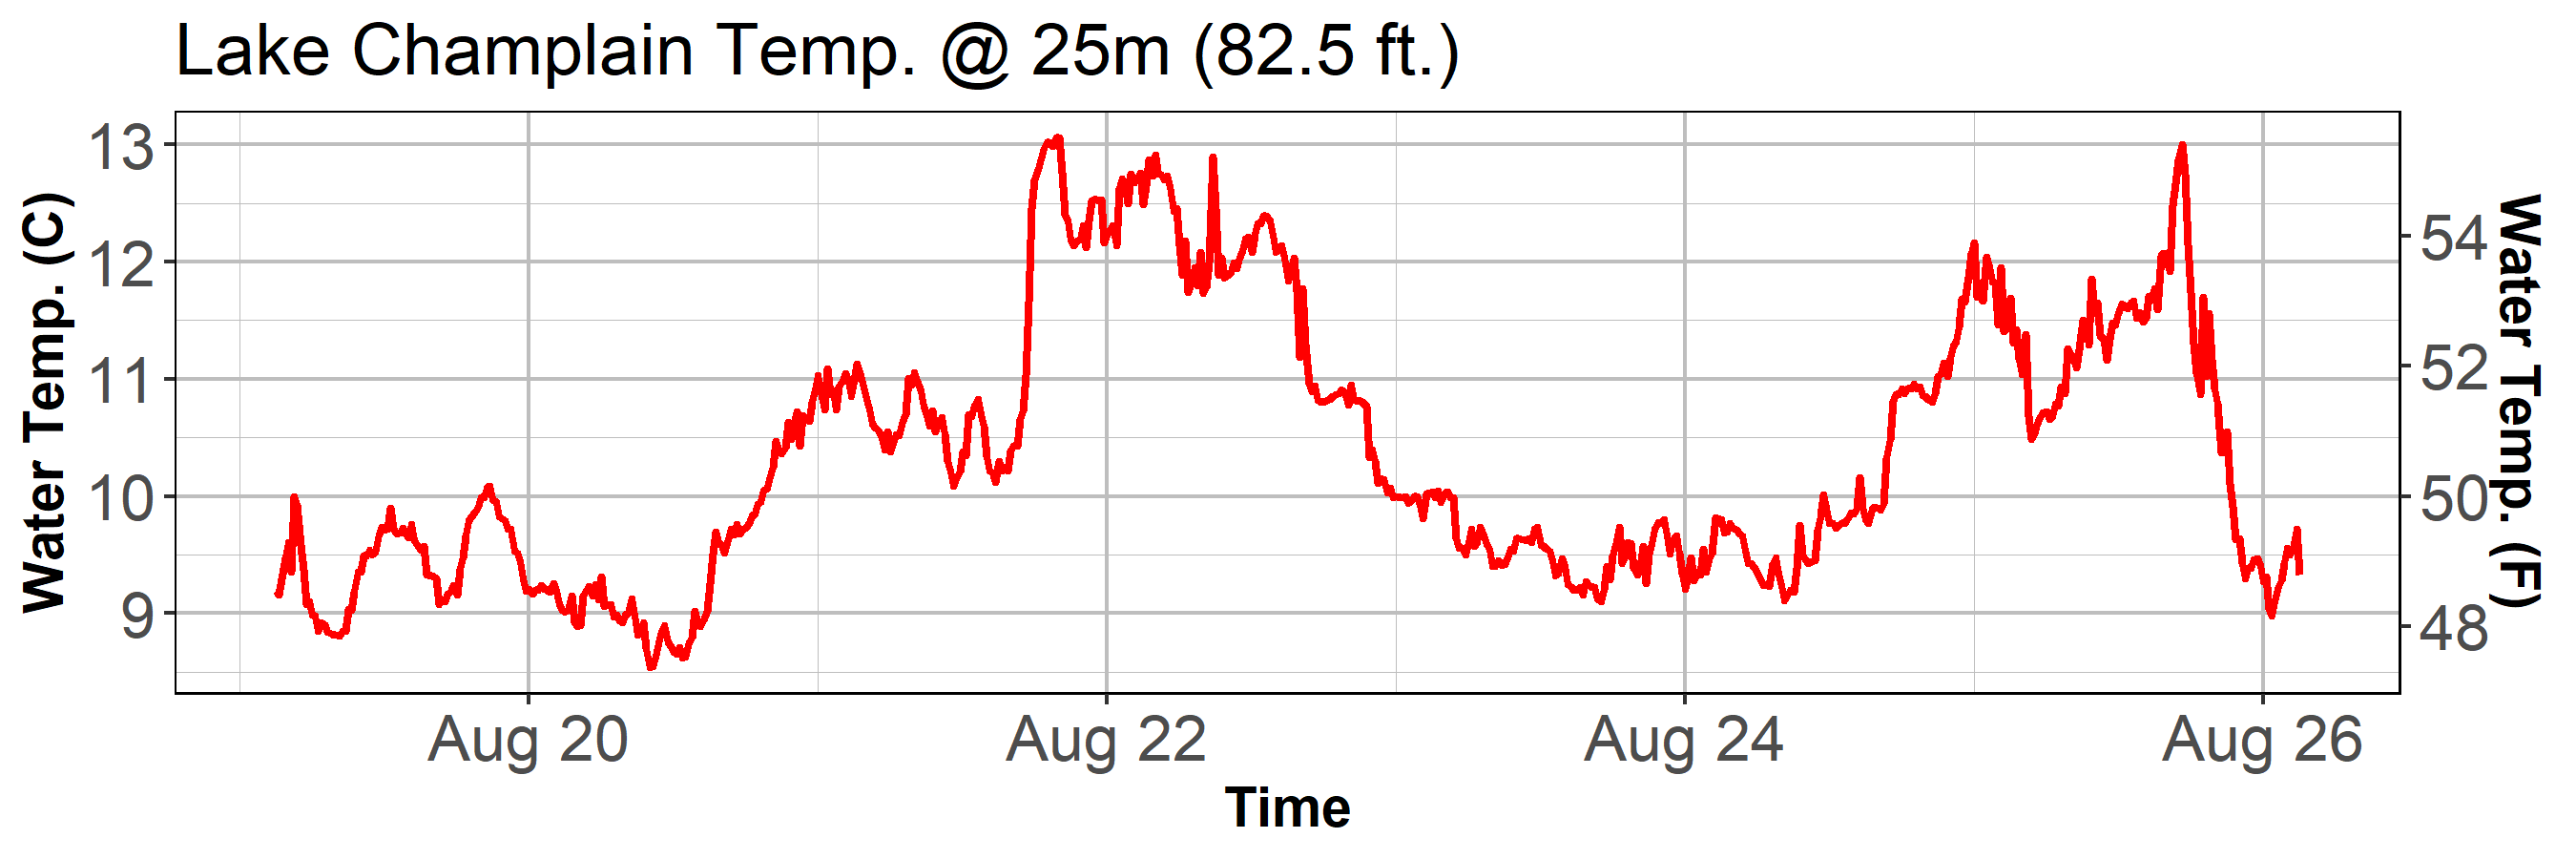 Lake Champlain Temp. @ 25m (82.5 ft.)
Water Temp. (C)
13
12
11
10
9
54
52
50
48
Water Temp. (F)
Aug 20 Aug 22 Aug 24 Aug 26
Time